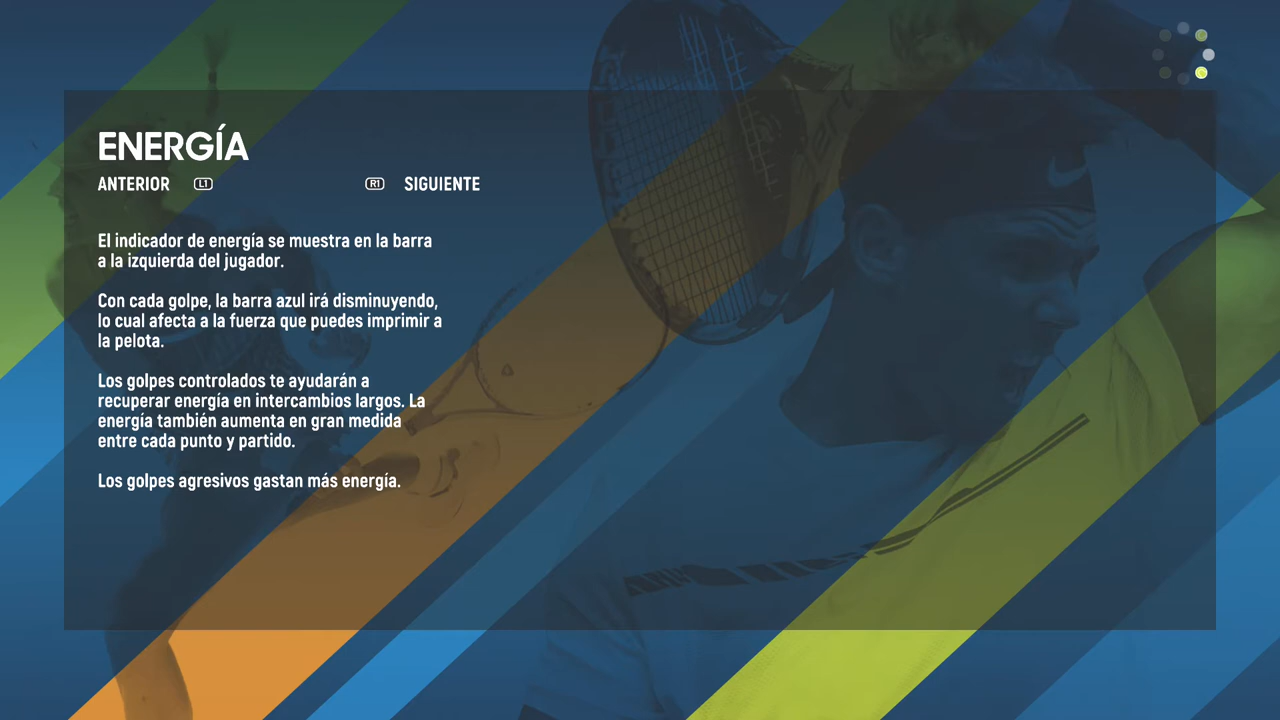 ENERGÍA
ANTERIOR L1 R1 SIGUIENTE
El indicador de energía se muestra en la barra
a la izquierda del jugador.
Con cada golpe, la barra azul irá disminuyendo,
lo cual afecta a la fuerza que puedes imprimir a
la pelota.
Los golpes controlados te ayudarán a
recuperar energía en intercambios largos. La
energía también aumenta en gran medida
entre cada punto y partido.
Los golpes agresivos gastan más energía.